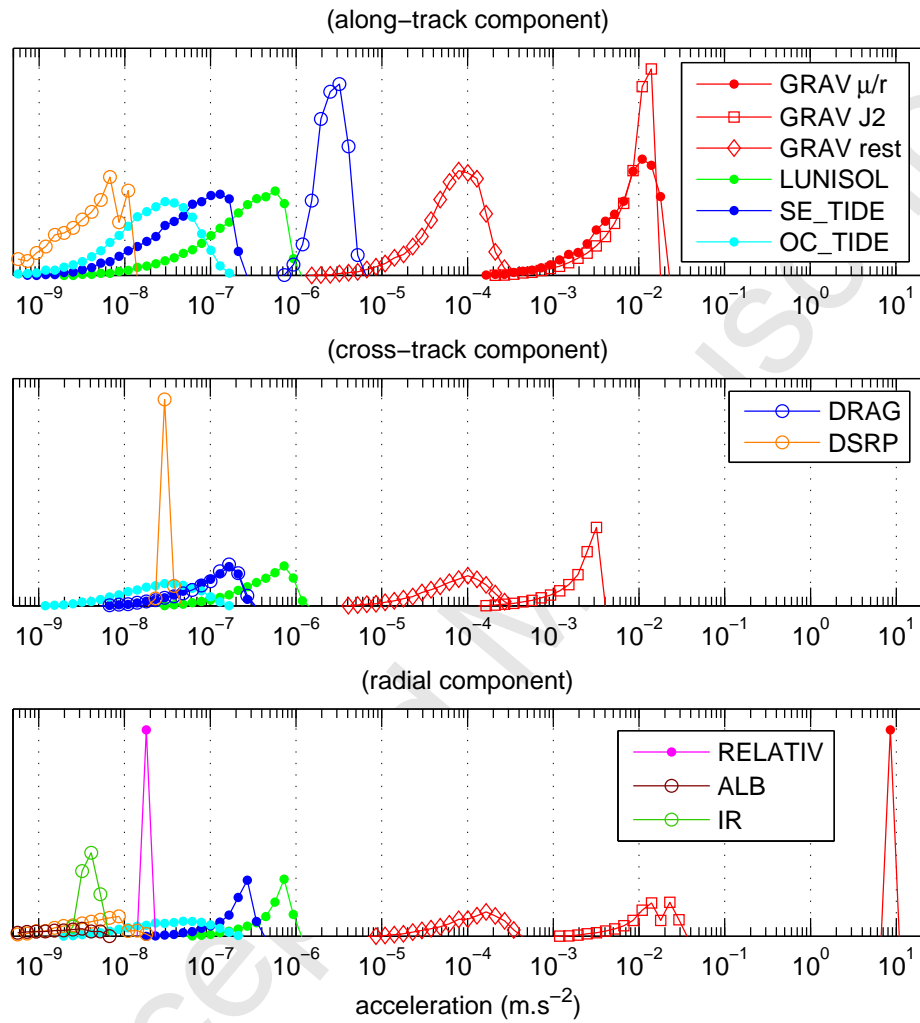 (along−track component)
GRAV μ/r
GRAV J2
GRAV rest
LUNISOL
SE_TIDE
OC_TIDE
10−9 10−8 10−7 10−6 10−5 10−4 10−3 10−2 10−1 100 101
(cross−track component)
DRAG
DSRP
10−9 10−8 10−7 10−6 10−5 10−4 10−3 10−2 10−1 100 101
(radial component)
RELATIV
ALB
IR
10−9 10−8 10−7 10−6 10−5 10−4 10−3 10−2 10−1 100 101
acceleration (m.s−2)